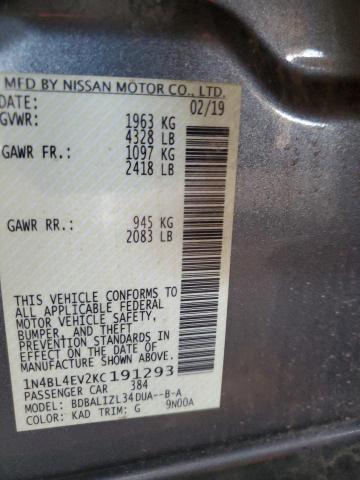 MFD BY NISSAN MOTOR CO., LTD.
DATE: 02/19
GVWR: 1963 KG
4328 LB
GAWR FR.: 1097 KG
2418 LB
GAWR RR.: 945 KG
2083 LB
THIS VEHICLE CONFORMS TO
ALL APPLICABLE FEDERAL
MOTOR VEHICLE SAFETY,
BUMPER, AND THEFT
PREVENTION STANDARDS IN
EFFECT ON THE DATE OF
MANUFACTURE SHOWN ABOVE.
1N4BL4EV2KC191293
PASSENGER CAR 384
MODEL: BDBALIZL34DUA--B-A
COLOR: KAD TRIM: G 9N00A